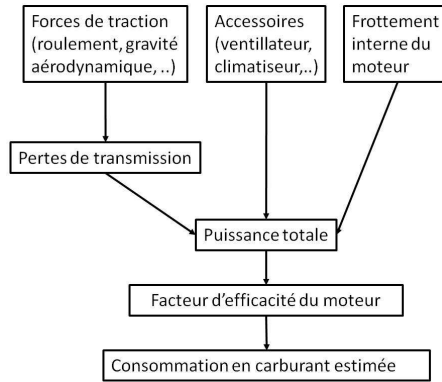 Forces de traction
(roulement, gravité
aérodynamique, ..)
Accessoires
(ventillateur,
climatiseur,..)
Frottement
interne du
moteur
Pertes de transmission
Puissance totale
Facteur d'efficacité du moteur
Consommation en carburant estimée